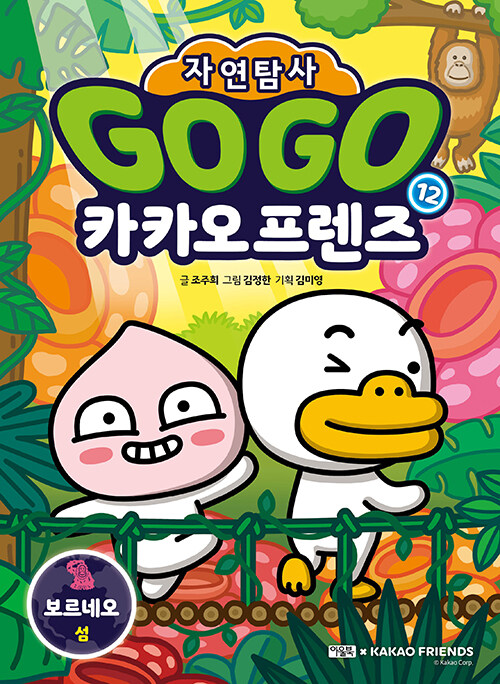 자연탐사
GO GO
카카오프렌즈
12
글 조주희 그림 김정한 기획 김미영
보르네오
섬
아울북 × KAKAO FRIENDS
© Kakao Corp.